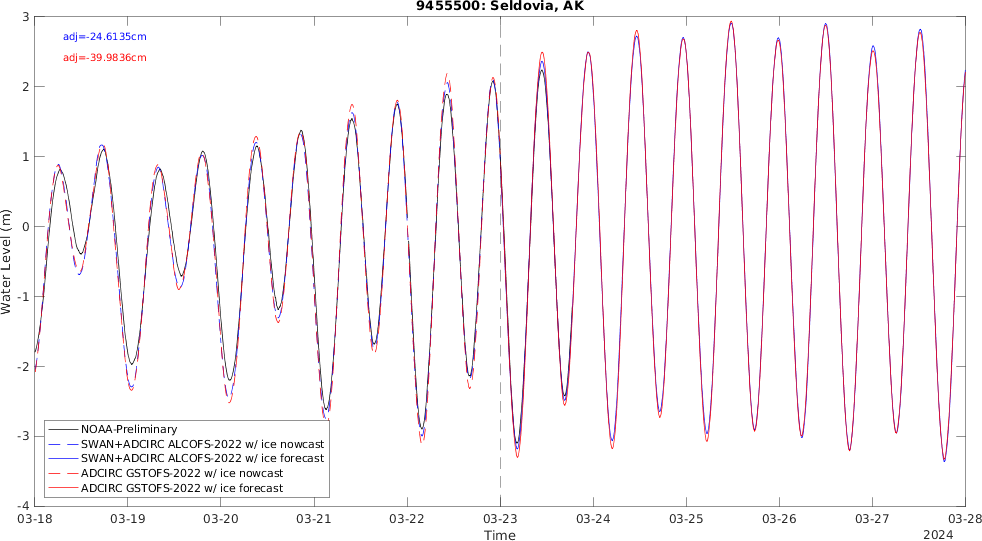 9455500: Seldovia, AK
adj=-24.6135cm
adj=-39.9836cm
3
2
1
0
-1
-2
-3
-4
Water Level (m)
NOAA-Preliminary
SWAN+ADCIRC ALCOFS-2022 w/ ice nowcast
SWAN+ADCIRC ALCOFS-2022 w/ ice forecast
ADCIRC GSTOFS-2022 w/ ice nowcast
ADCIRC GSTOFS-2022 w/ ice forecast
03-18 03-19 03-20 03-21 03-22 03-23 03-24 03-25 03-26 03-27 03-28
Time
2024